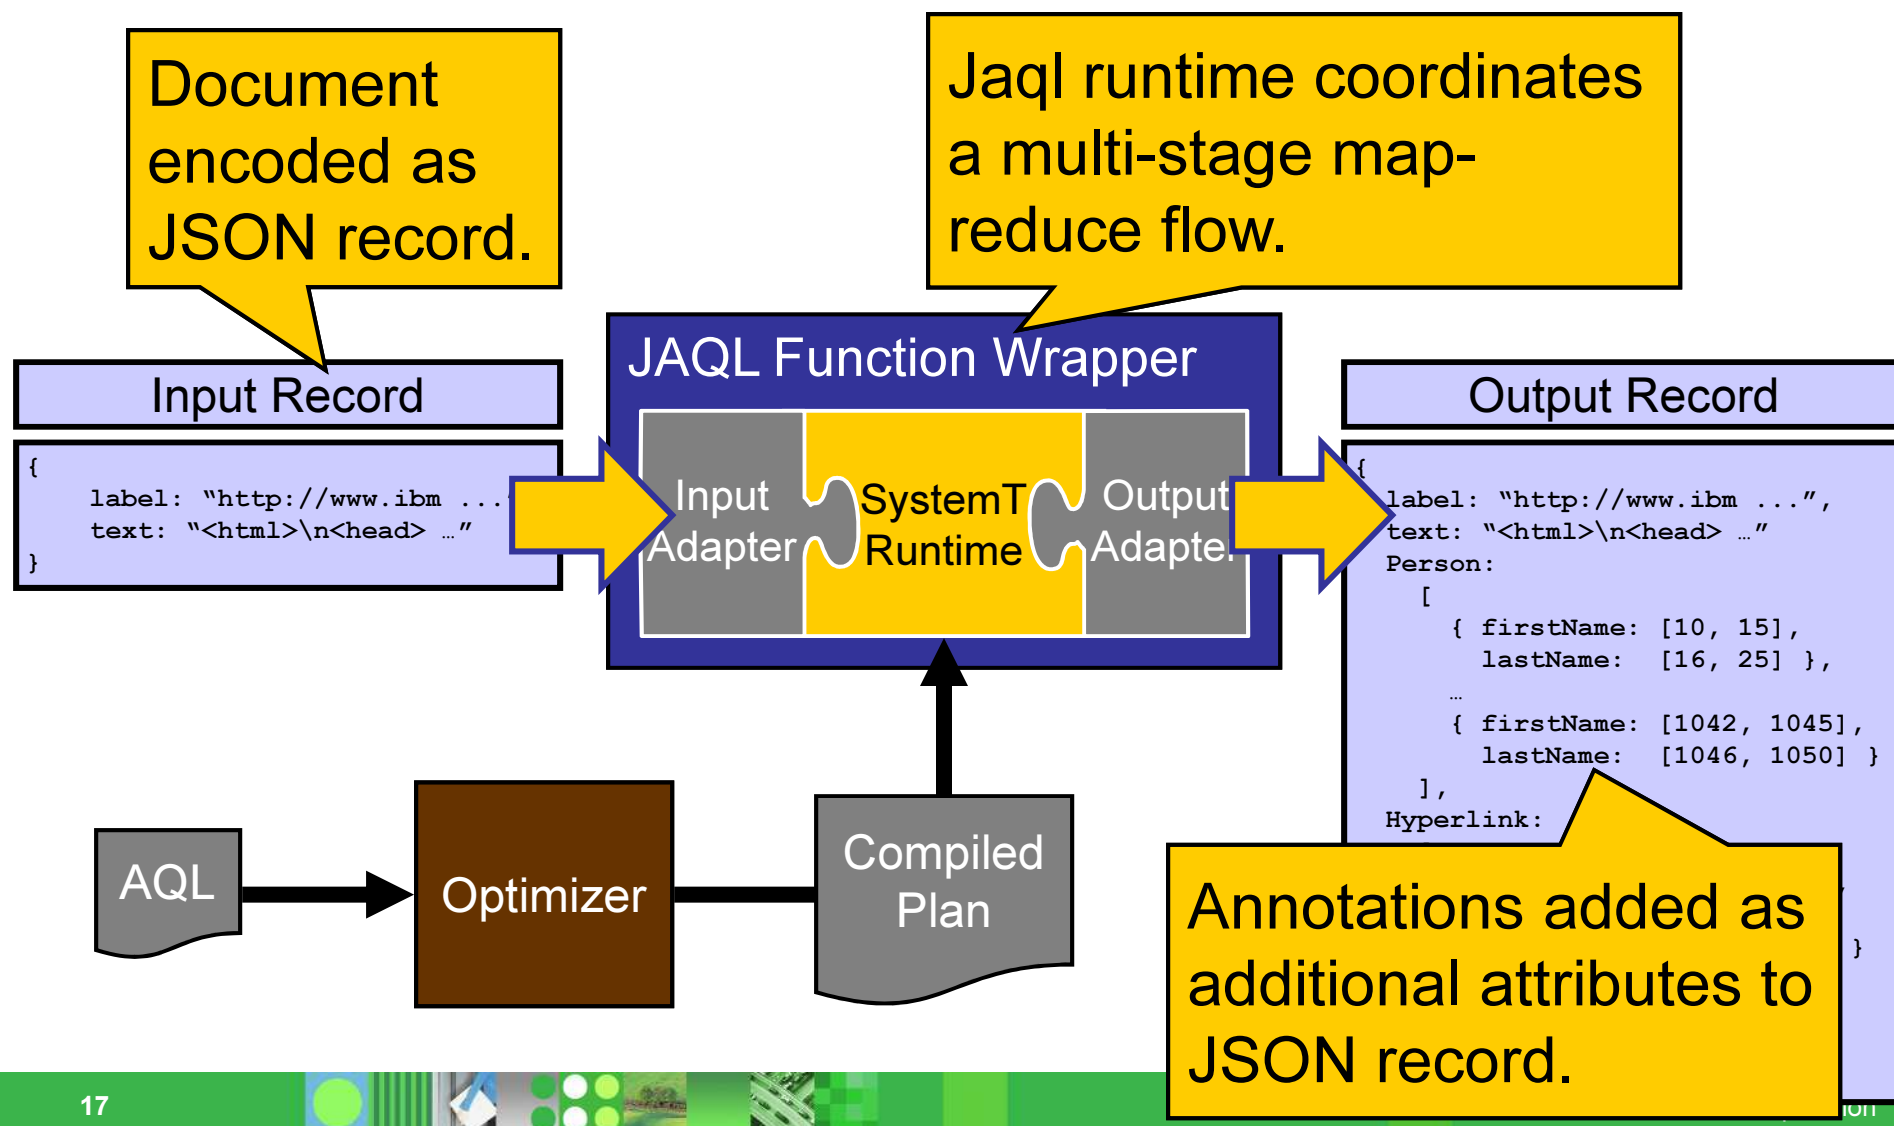 Document
encoded as
JSON record.
Jaql runtime coordinates
a multi-stage map-
reduce flow.
Input Record
{
label: “http://www.ibm ...
text: “<html>\n<head> …”
}
JAQL Function Wrapper
Input
Adapter
SystemT
Runtime
Output
Adapter
Output Record
{
label: “http://www.ibm ...”,
text: “<html>\n<head> …”
Person:
[
{ firstName: [10, 15],
lastName: [16, 25] },
…
{ firstName: [1042, 1045],
lastName: [1046, 1050] }
],
Hyperlink:
}
Annotations added as
additional attributes to
JSON record.
AQL
Optimizer
Compiled
Plan
17